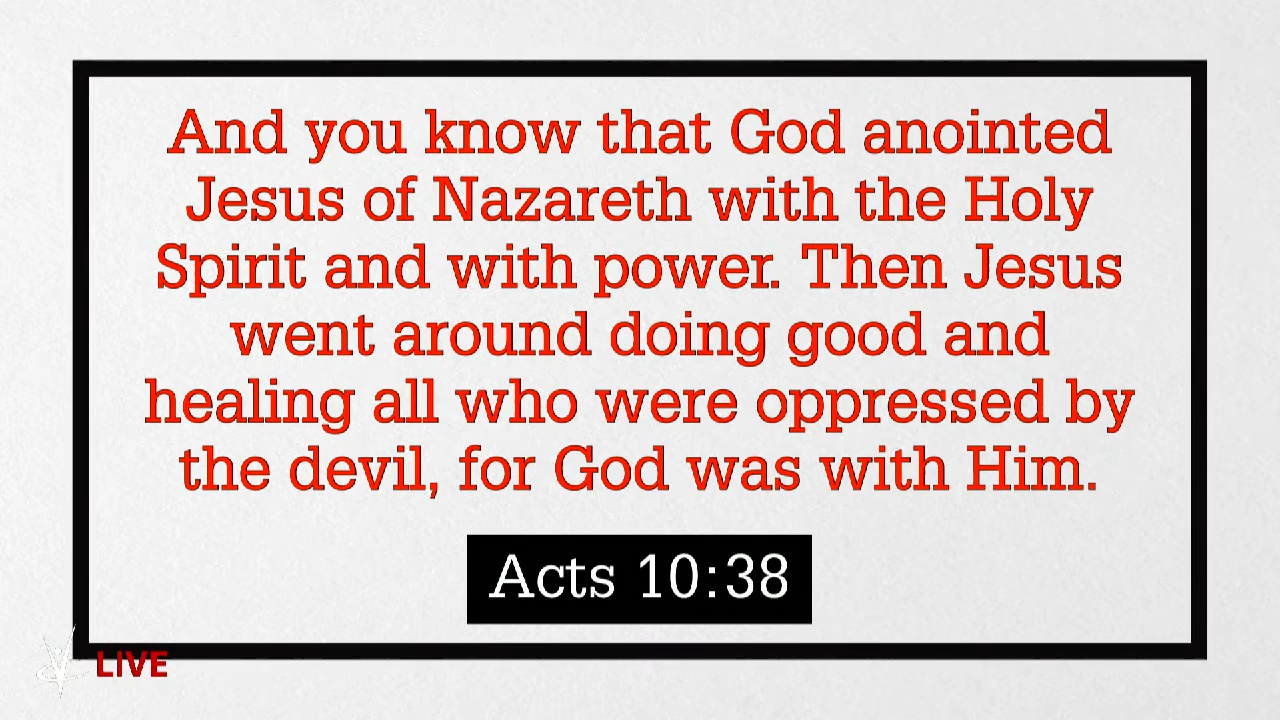 And you know that God anointed
Jesus of Nazareth with the Holy
Spirit and with power. Then Jesus
went around doing good and
healing all who were oppressed by
the devil, for God was with Him.
Acts 10:38
LIVE